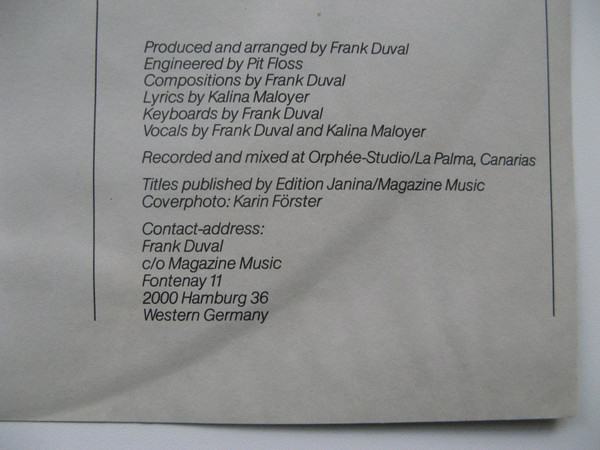 Produced and arranged by Frank Duval
Engineered by Pit Floss
Compositions by Frank Duval
Lyrics by Kalina Maloyer
Keyboards by Frank Duval
Vocals by Frank Duval and Kalina Maloyer
Recorded and mixed at Orphée-Studio/La Palma, Canarias
Titles published by Edition Janina/Magazine Music
Coverphoto: Karin Förster
Contact-address:
Frank Duval
c/o Magazine Music
Fontenay 11
2000 Hamburg 36
Western Germany